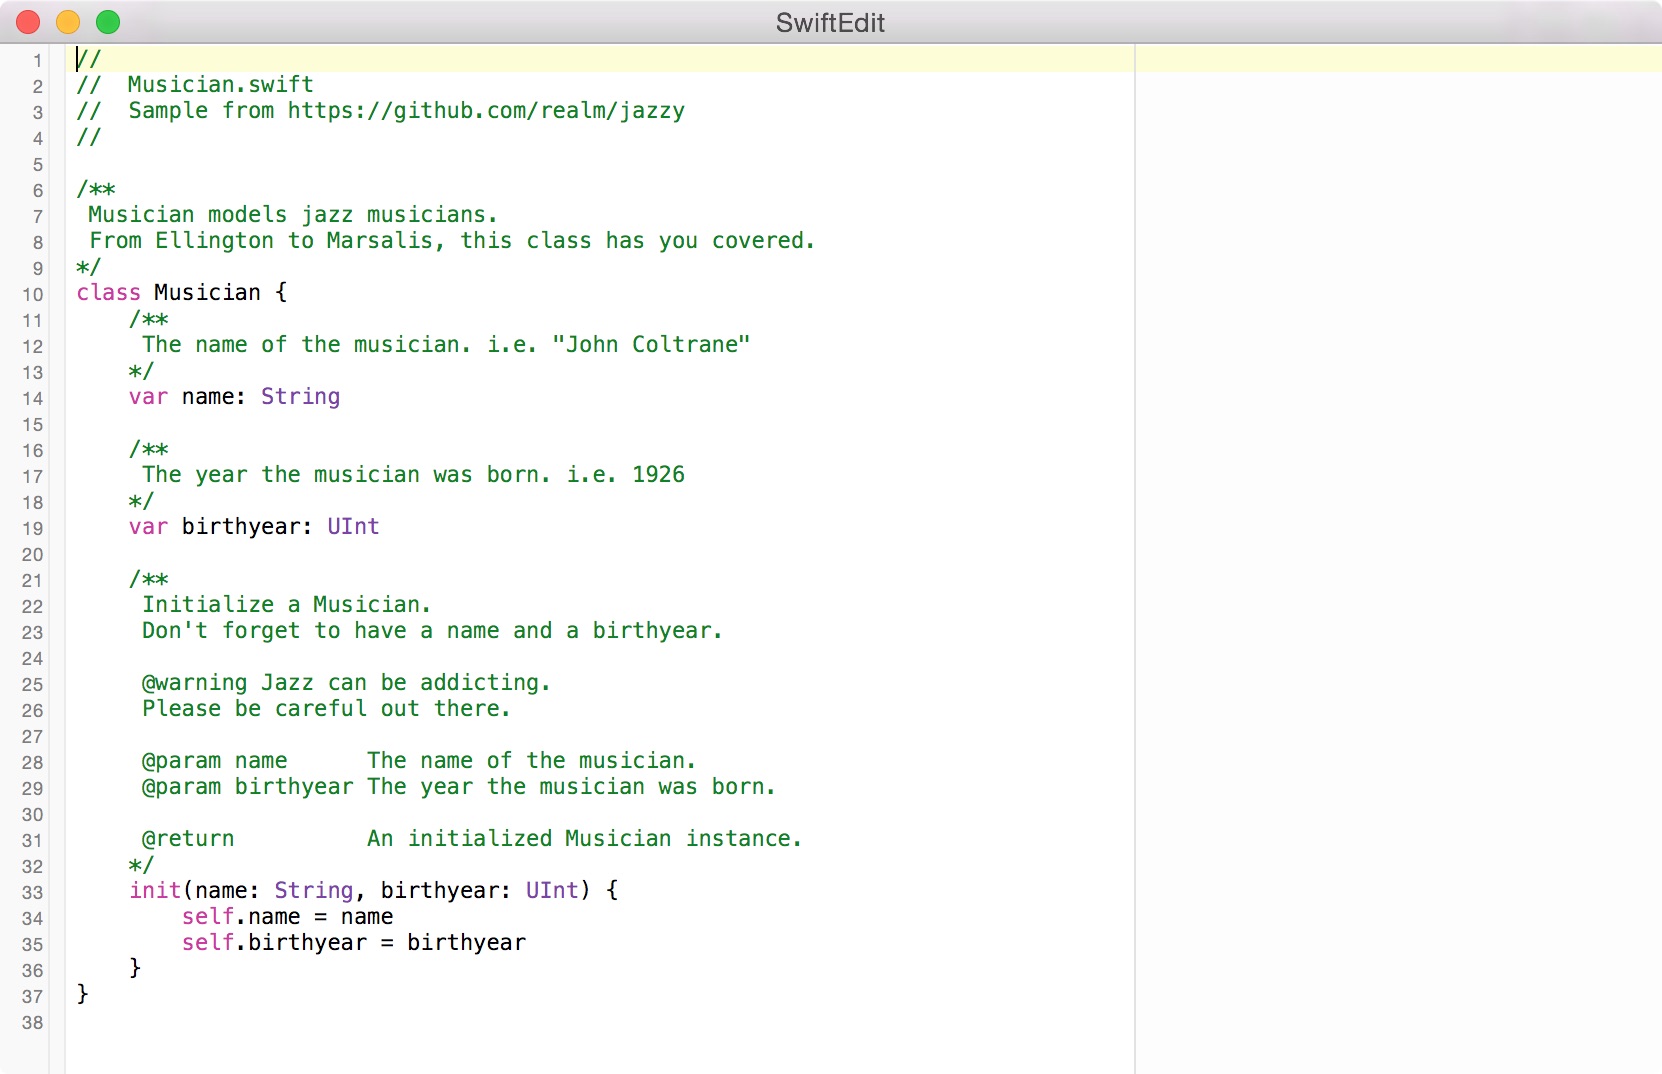 SwiftEdit
1 //
2 //  Musician.swift
3 //  Sample from https://github.com/realm/jazzy
4 //
5
6 /**
7  Musician models jazz musicians.
8  From Ellington to Marsalis, this class has you covered.
9 */
10 class Musician {
11     /**
12      The name of the musician. i.e. "John Coltrane"
13     */
14     var name: String
15
16     /**
17      The year the musician was born. i.e. 1926
18     */
19     var birthyear: UInt
20
21     /**
22      Initialize a Musician.
23      Don't forget to have a name and a birthyear.
24
25      @warning Jazz can be addicting.
26      Please be careful out there.
27
28      @param name      The name of the musician.
29      @param birthyear The year the musician was born.
30
31      @return          An initialized Musician instance.
32     */
33     init(name: String, birthyear: UInt) {
34         self.name = name
35         self.birthyear = birthyear
36     }
37 }
38